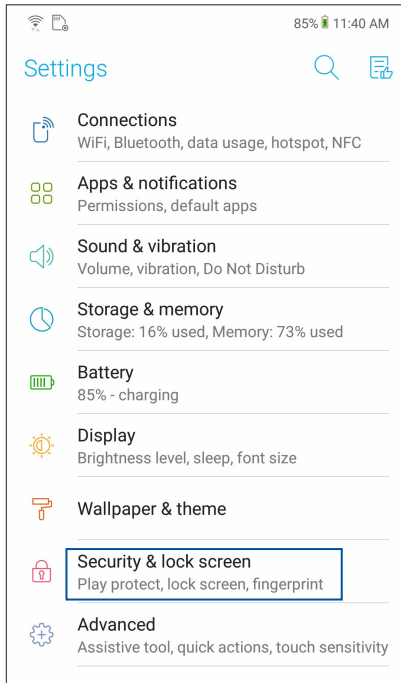 85% 11:40 AM
Settings
Connections
WiFi, Bluetooth, data usage, hotspot, NFC
Apps & notifications
Permissions, default apps
Sound & vibration
Volume, vibration, Do Not Disturb
Storage & memory
Storage: 16% used, Memory: 73% used
Battery
85% - charging
Display
Brightness level, sleep, font size
Wallpaper & theme
Security & lock screen
Play protect, lock screen, fingerprint
Advanced
Assistive tool, quick actions, touch sensitivity